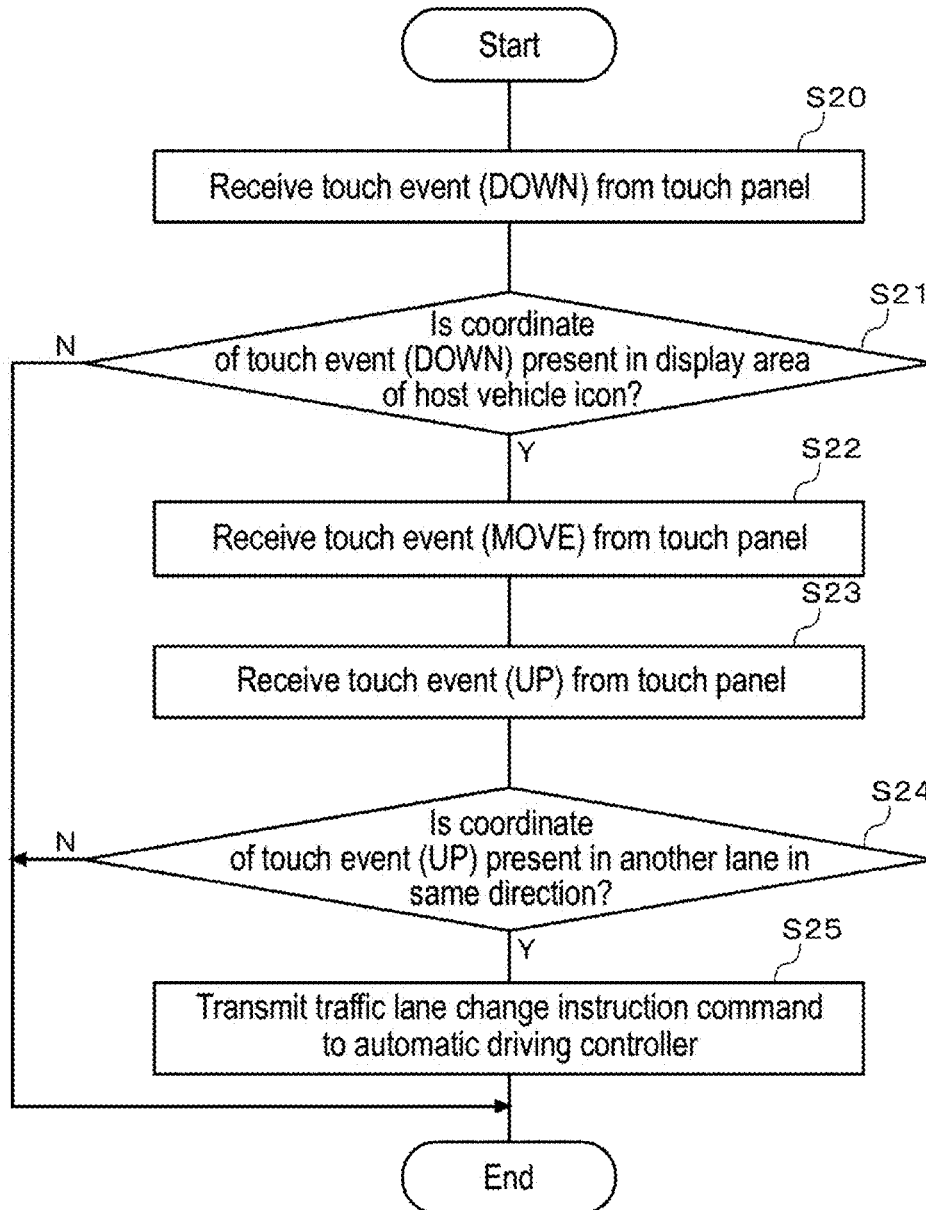 Start
S20
Receive touch event (DOWN) from touch panel
S21
Is coordinate
of touch event (DOWN) present in display area
of host vehicle icon?
N
Y
S22
Receive touch event (MOVE) from touch panel
S23
Receive touch event (UP) from touch panel
S24
Is coordinate
of touch event (UP) present in another lane in
same direction?
N
Y
S25
Transmit traffic lane change instruction command
to automatic driving controller
End